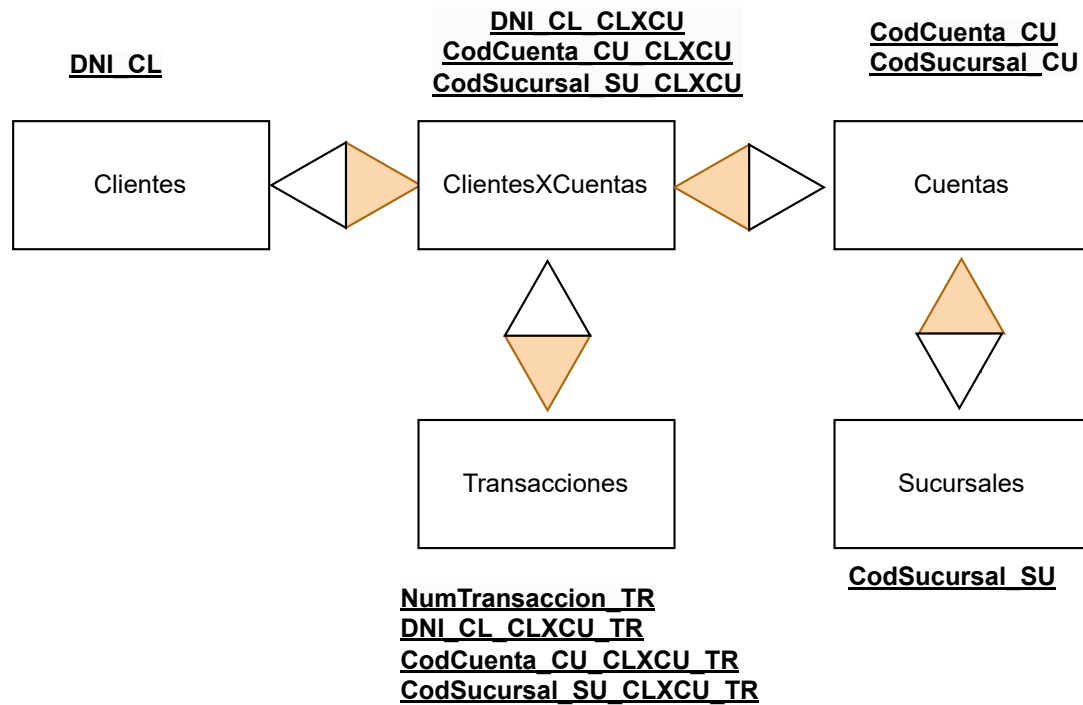 DNI_CL
DNI_CL_CLXCU
CodCuenta_CU_CLXCU
CodSucursal_SU_CLXCU
CodCuenta_CU
CodSucursal_CU
Clientes
ClientesXCuentas
Cuentas
Transacciones
Sucursales
NumTransaccion_TR
DNI_CL_CLXCU_TR
CodCuenta_CU_CLXCU_TR
CodSucursal_SU_CLXCU_TR
CodSucursal_SU